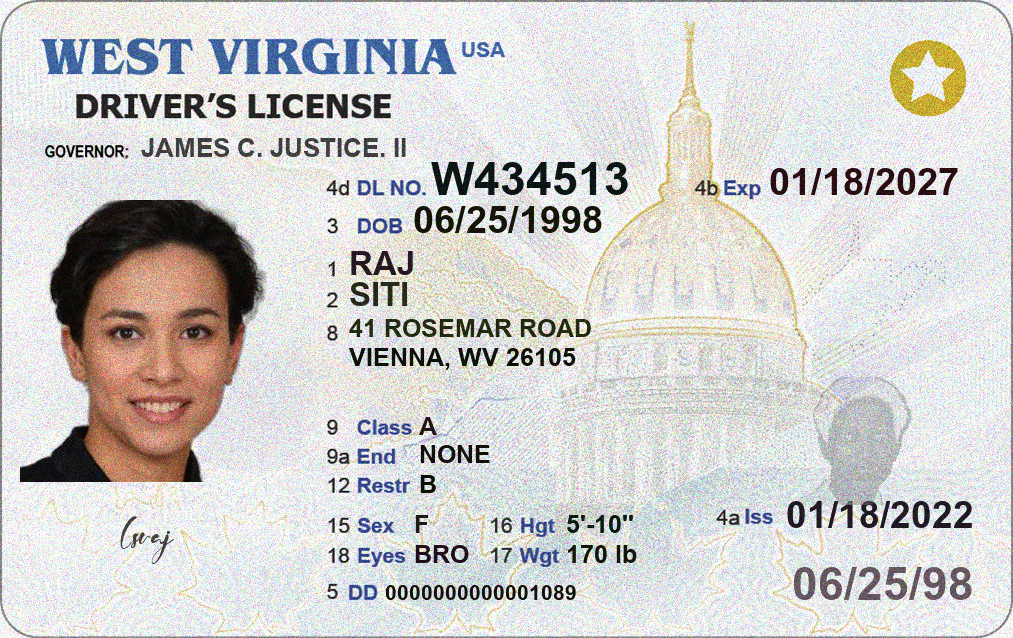 WEST VIRGINIA USA
DRIVER'S LICENSE
GOVERNOR: JAMES C. JUSTICE. II
4d DL NO. W434513 4b Exp 01/18/2027
3 DOB 06/25/1998
1 RAJ
2 SITI
8 41 ROSEMAR ROAD
VIENNA, WV 26105
9 Class A
9a End NONE
12 Restr B
15 Sex F 16 Hgt 5'-10" 4a Iss 01/18/2022
18 Eyes BRO 17 Wgt 170 lb
5 DD 0000000000001089
06/25/98